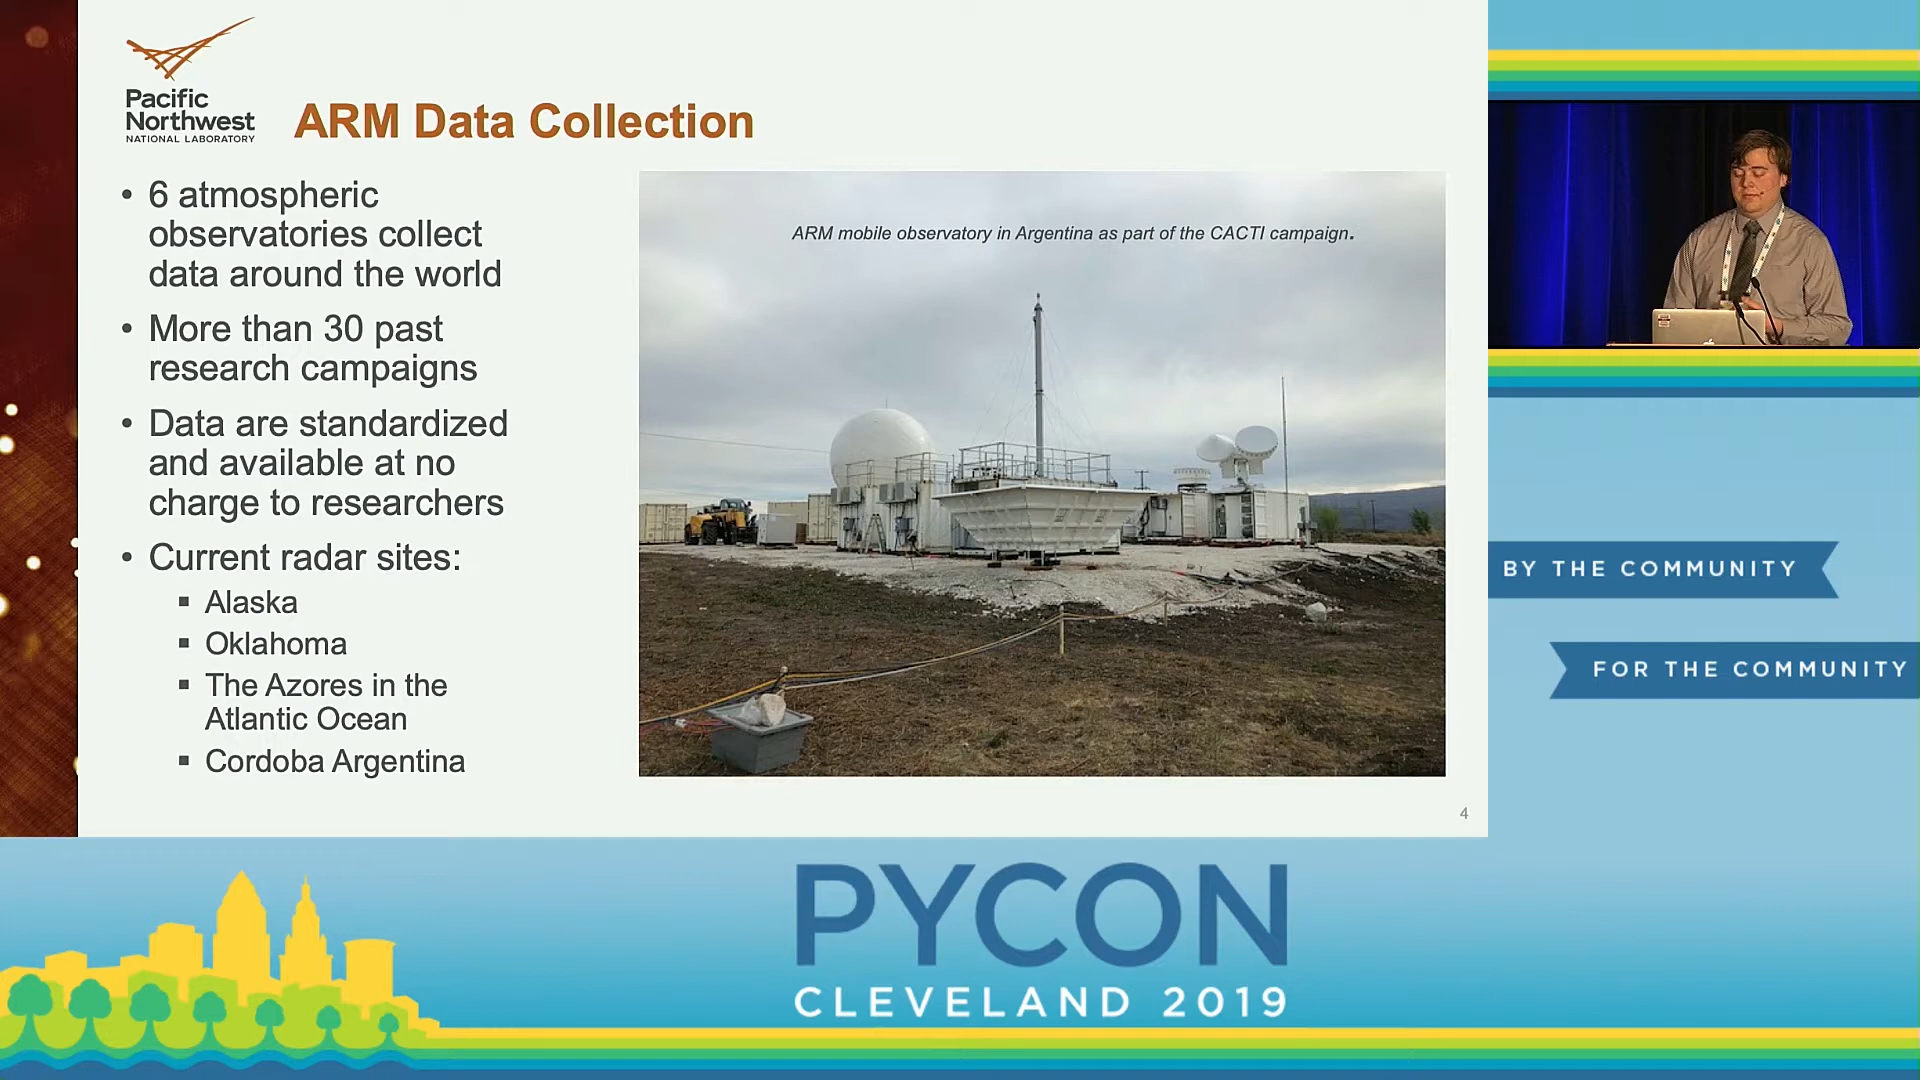 Pacific
Northwest
NATIONAL LABORATORY
ARM Data Collection
• 6 atmospheric
observatories collect
data around the world
• More than 30 past
research campaigns
• Data are standardized
and available at no
charge to researchers
• Current radar sites:
▪ Alaska
▪ Oklahoma
▪ The Azores in the
Atlantic Ocean
▪ Cordoba Argentina
ARM mobile observatory in Argentina as part of the CACTI campaign.
4
BY THE COMMUNITY
FOR THE COMMUNITY
PYCON
CLEVELAND 2019